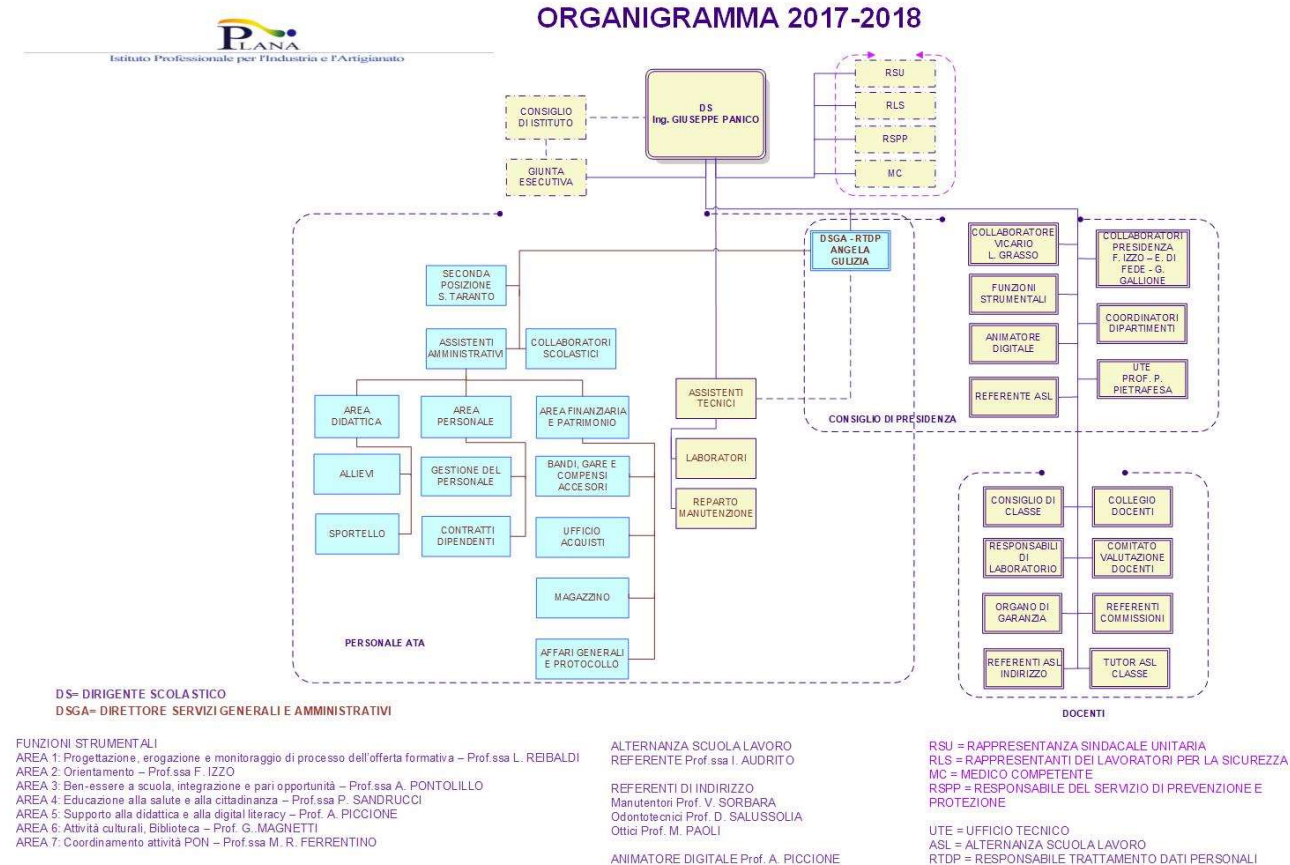 ORGANIGRAMMA 2017-2018
PLANA
Istituto Professionale per l'Industria e l'Artigianato
DS
Ing. GIUSEPPE PANICO
CONSIGLIO
DI ISTITUTO
GIUNTA
ESECUTIVA
RSU
RLS
RSPP
MC
DSGA - RTDP
ANGELA
GULIZIA
SECONDA
POSIZIONE
S. TARANTO
ASSISTENTI
AMMINISTRATIVI
COLLABORATORI
SCOLASTICI
AREA
DIDATTICA
AREA
PERSONALE
AREA FINANZIARIA
E PATRIMONIO
ALLIEVI
GESTIONE DEL
PERSONALE
BANDI, GARE E
COMPENSI
ACCESORI
SPORTELLO
CONTRATTI
DIPENDENTI
UFFICIO
ACQUISTI
MAGAZZINO
AFFARI GENERALI
E PROTOCOLLO
PERSONALE ATA
ASSISTENTI
TECNICI
LABORATORI
REPARTO
MANUTENZIONE
COLLABORATORE
VICARIO
L. GRASSO
COLLABORATORI
PRESIDENZA
F. IZZO – E. DI
FEDE - G.
GALLIONE
FUNZIONI
STRUMENTALI
COORDINATORI
DIPARTIMENTI
ANIMATORE
DIGITALE
UTE
PROF. P.
PIETRAFESA
REFERENTE ASL
CONSIGLIO DI PRESIDENZA
CONSIGLIO DI
CLASSE
COLLEGIO
DOCENTI
RESPONSABILI
DI
LABORATORIO
COMITATO
VALUTAZIONE
DOCENTI
ORGANO DI
GARANZIA
REFERENTI
COMMISSIONI
REFERENTI ASL
INDIRIZZO
TUTOR ASL
CLASSE
DOCENTI
DS= DIRIGENTE SCOLASTICO
DSGA= DIRETTORE SERVIZI GENERALI E AMMINISTRATIVI
FUNZIONI STRUMENTALI
AREA 1: Progettazione, erogazione e monitoraggio di processo dell'offerta formativa – Prof.ssa L. REIBALDI
AREA 2: Orientamento – Prof.ssa F. IZZO
AREA 3: Ben-essere a scuola, integrazione e pari opportunità – Prof.ssa A. PONTOLILLO
AREA 4: Educazione alla salute e alla cittadinanza – Prof.ssa P. SANDRUCCI
AREA 5: Supporto alla didattica e alla digital literacy – Prof. A. PICCIONE
AREA 6: Attività culturali, Biblioteca – Prof. G..MAGNETTI
AREA 7: Coordinamento attività PON – Prof.ssa M. R. FERRENTINO
ALTERNANZA SCUOLA LAVORO
REFERENTE Prof.ssa I. AUDRITO
REFERENTI DI INDIRIZZO
Manutentori Prof. V. SORBARA
Odontotecnici Prof. D. SALUSSOLIA
Ottici Prof. M. PAOLI
ANIMATORE DIGITALE Prof. A. PICCIONE
RSU = RAPPRESENTANZA SINDACALE UNITARIA
RLS = RAPPRESENTANTI DEI LAVORATORI PER LA SICUREZZA
MC = MEDICO COMPETENTE
RSPP = RESPONSABILE DEL SERVIZIO DI PREVENZIONE E
PROTEZIONE
UTE = UFFICIO TECNICO
ASL = ALTERNANZA SCUOLA LAVORO
RTDP = RESPONSABILE TRATTAMENTO DATI PERSONALI